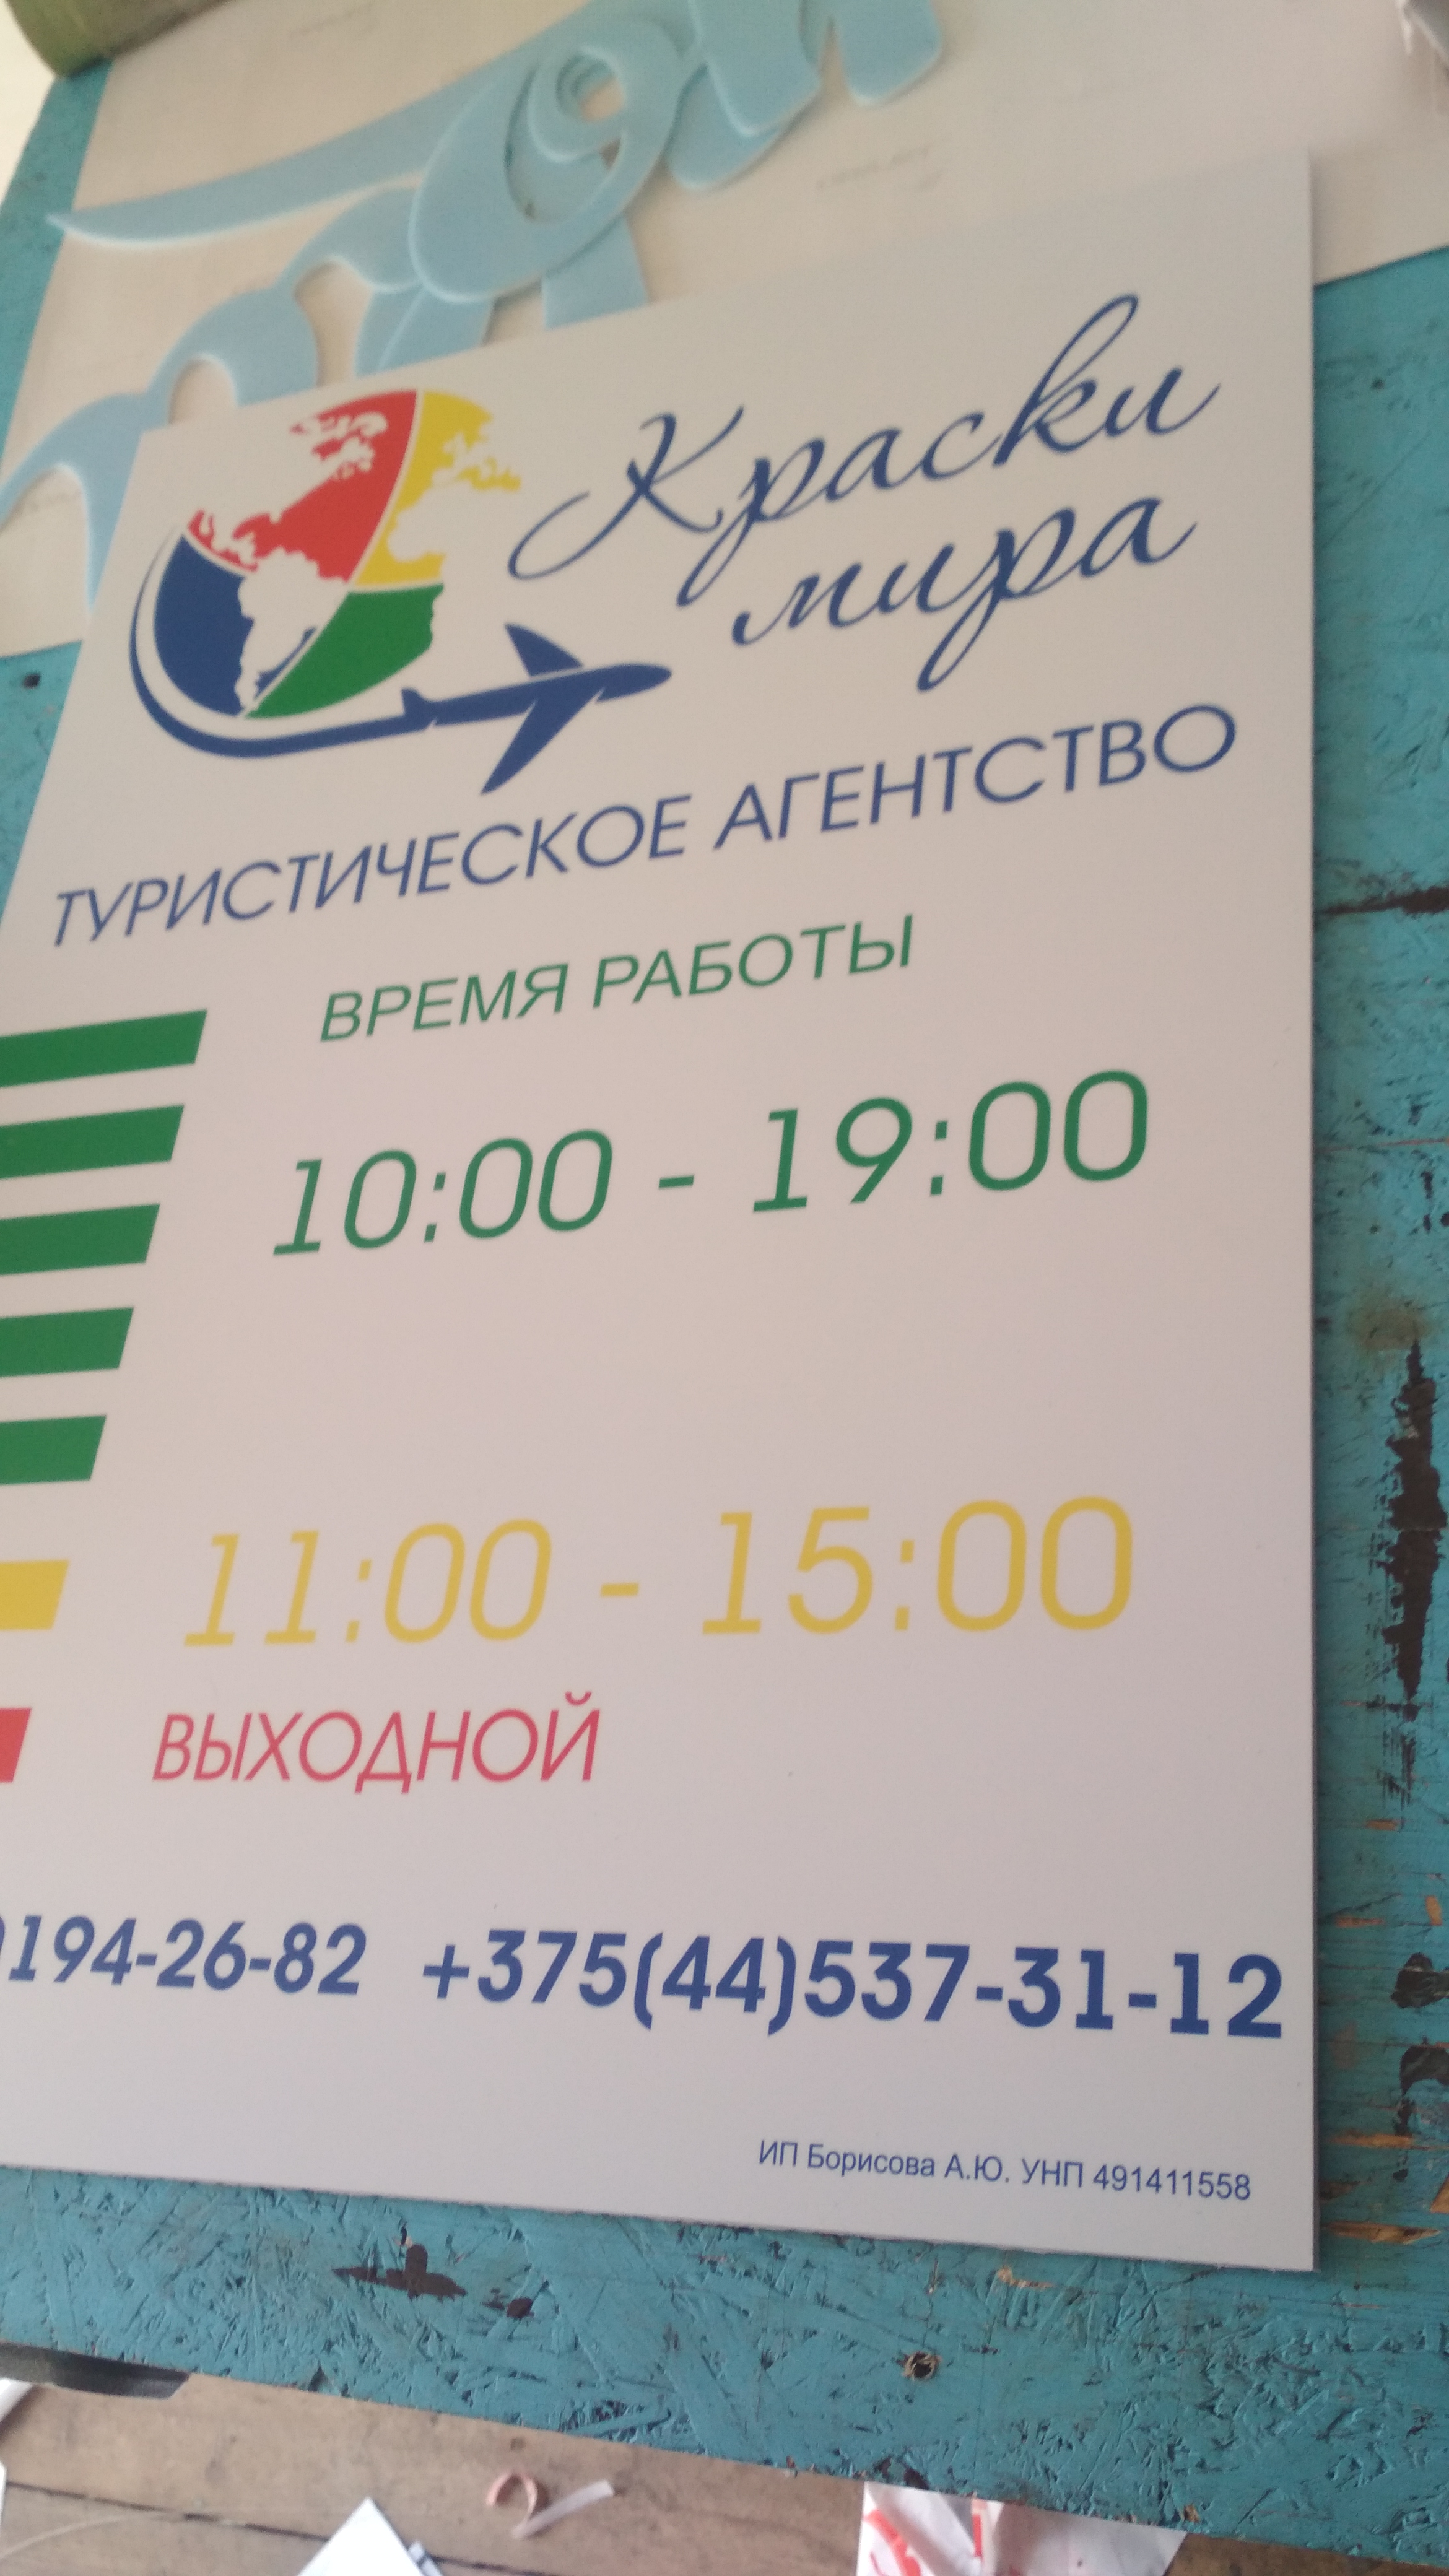 Краски
мира
ТУРИСТИЧЕСКОЕ АГЕНТСТВО
ВРЕМЯ РАБОТЫ
10:00 - 19:00
11:00 - 15:00
ВЫХОДНОЙ
)194-26-82 +375(44)537-31-12
ИП Борисова А.Ю. УНП 491411558